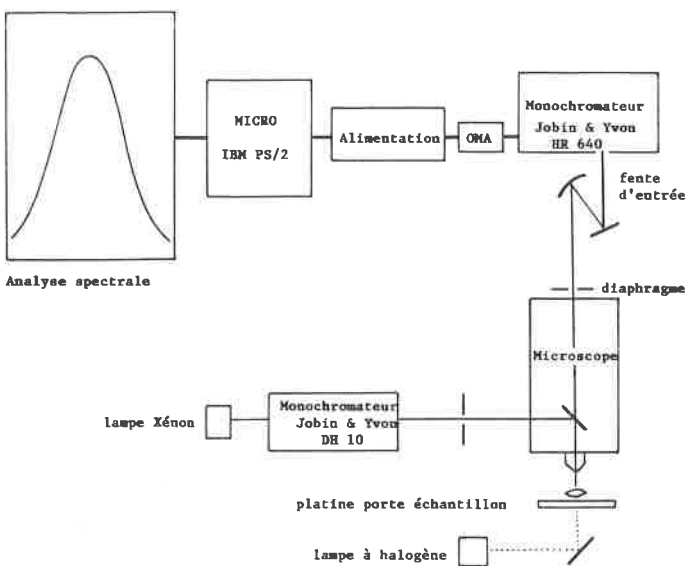 MICRO
IBM PS/2
Alimentation
OMA
Monochromateur
Jobin & Yvon
HR 640
fente
d'entrée
Analyse spectrale
diaphragme
Microscope
lampe Xénon
Monochromateur
Jobin & Yvon
DH 10
platine porte échantillon
lampe à halogène